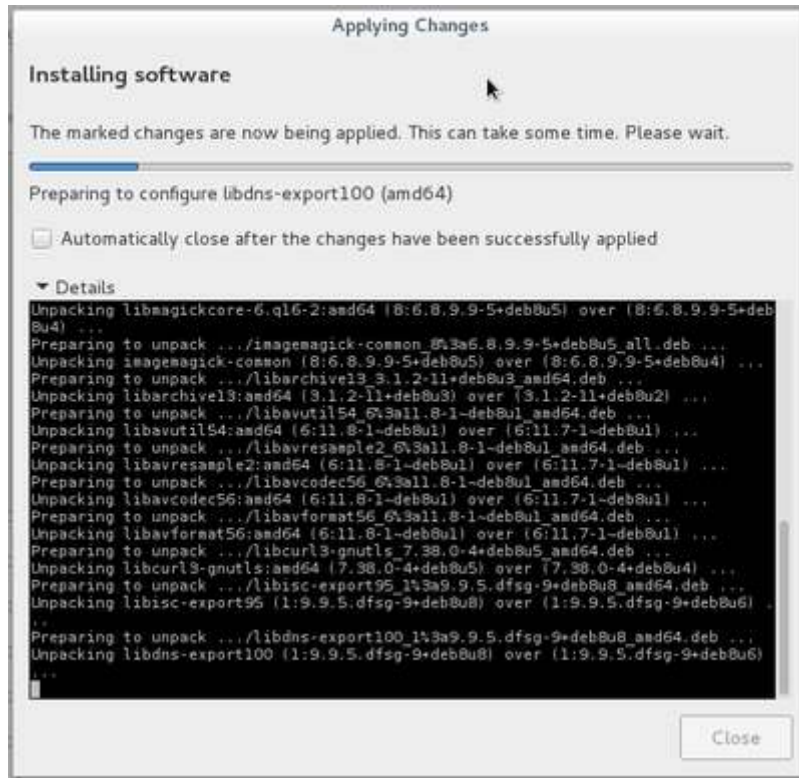 Applying Changes
Installing software
The marked changes are now being applied. This can take some time. Please wait.
Preparing to configure libdns-export100 (amd64)
Automatically close after the changes have been successfully applied
Details
Unpacking libmagickcore-6.q16-2:amd64 (8:6.8.9.9-5+deb8u5) over (8:6.8.9.9-5+deb
8u4) ...
Preparing to unpack .../imagemagick-common_8%3a6.8.9.9-5+deb8u5_all.deb ...
Unpacking imagemagick-common (8:6.8.9.9-5+deb8u5) over (8:6.8.9.9-5+deb8u4) ...
Preparing to unpack .../libarchive13_3.1.2-11+deb8u3_amd64.deb ...
Unpacking libarchive13:amd64 (3.1.2-11+deb8u3) over (3.1.2-11+deb8u2) ...
Preparing to unpack .../libavutil54_6%3a11.8-1~deb8u1_amd64.deb ...
Unpacking libavutil54:amd64 (6:11.8-1~deb8u1) over (6:11.7-1~deb8u1) ...
Preparing to unpack .../libavresample2_6%3a11.8-1~deb8u1_amd64.deb ...
Unpacking libavresample2:amd64 (6:11.8-1~deb8u1) over (6:11.7-1~deb8u1) ...
Preparing to unpack .../libavcodec56_6%3a11.8-1~deb8u1_amd64.deb ...
Unpacking libavcodec56:amd64 (6:11.8-1~deb8u1) over (6:11.7-1~deb8u1) ...
Preparing to unpack .../libavformat56_6%3a11.8-1~deb8u1_amd64.deb ...
Unpacking libavformat56:amd64 (6:11.8-1~deb8u1) over (6:11.7-1~deb8u1) ...
Preparing to unpack .../libcurl3-gnutls_7.38.0-4+deb8u5_amd64.deb ...
Unpacking libcurl3-gnutls:amd64 (7.38.0-4+deb8u5) over (7.38.0-4+deb8u4) ...
Preparing to unpack .../libisc-export95_1%3a9.9.5.dfsg-9+deb8u8_amd64.deb ...
Unpacking libisc-export95 (1:9.9.5.dfsg-9+deb8u8) over (1:9.9.5.dfsg-9+deb8u6) .
..
Preparing to unpack .../libdns-export100_1%3a9.9.5.dfsg-9+deb8u8_amd64.deb ...
Unpacking libdns-export100 (1:9.9.5.dfsg-9+deb8u8) over (1:9.9.5.dfsg-9+deb8u6)
...
Close